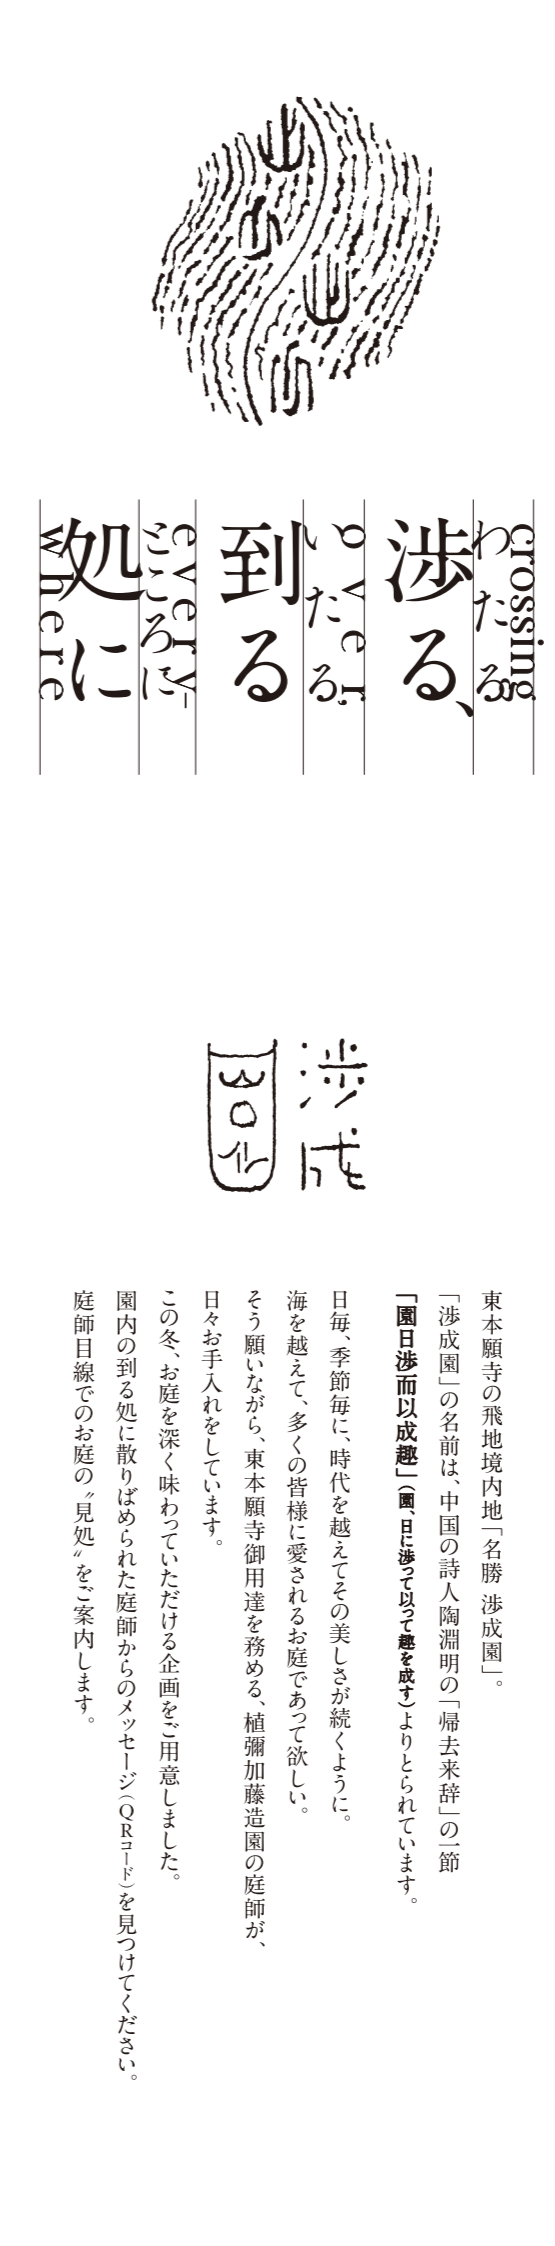 crossing
わたる
渉る、
over,
いたる
到る
every-
ところに
処に
where
渉成
園
東本願寺の飛地境内地「名勝 渉成園」。
「渉成園」の名前は、中国の詩人陶淵明の「帰去来辞」の一節
「園日渉而以成趣」（園、日に渉って以って趣を成す）よりとられています。
日毎、季節毎に、時代を越えてその美しさが続くように。
海を越えて、多くの皆様に愛されるお庭であって欲しい。
そう願いながら、東本願寺御用達を務める、植彌加藤造園の庭師が、
日々お手入れをしています。
この冬、お庭を深く味わっていただける企画をご用意しました。
園内の到る処に散りばめられた庭師からのメッセージ（QRコード）を見つけてください。
庭師目線でのお庭の〝見処〟をご案内します。